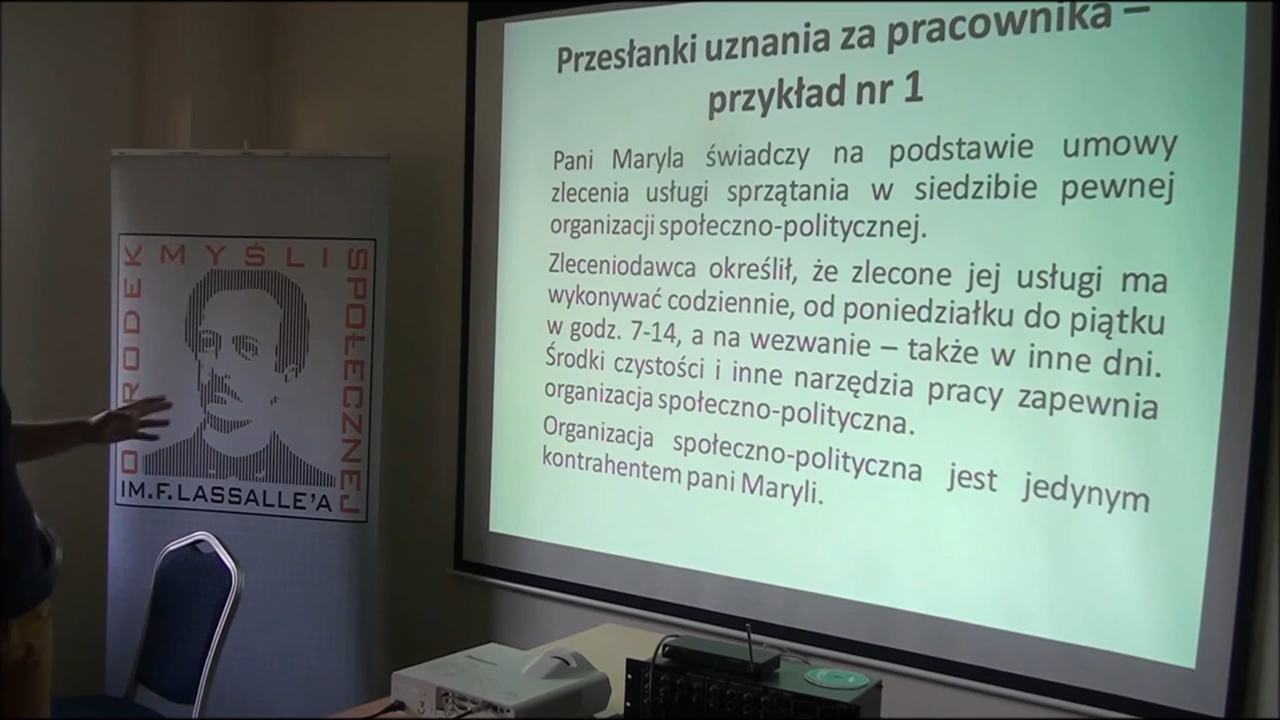 Przesłanki uznania za pracownika –
przykład nr 1
Pani Maryla świadczy na podstawie umowy
zlecenia usługi sprzątania w siedzibie pewnej
organizacji społeczno-politycznej.
Zleceniodawca określił, że zlecone jej usługi ma
wykonywać codziennie, od poniedziałku do piątku
w godz. 7-14, a na wezwanie – także w inne dni.
Środki czystości i inne narzędzia pracy zapewnia
organizacja społeczno-polityczna.
Organizacja społeczno-polityczna jest jedynym
kontrahentem pani Maryli.
OŚRODEK
MYŚLI
SPOŁECZNEJ
IM.F.LASSALLE'A